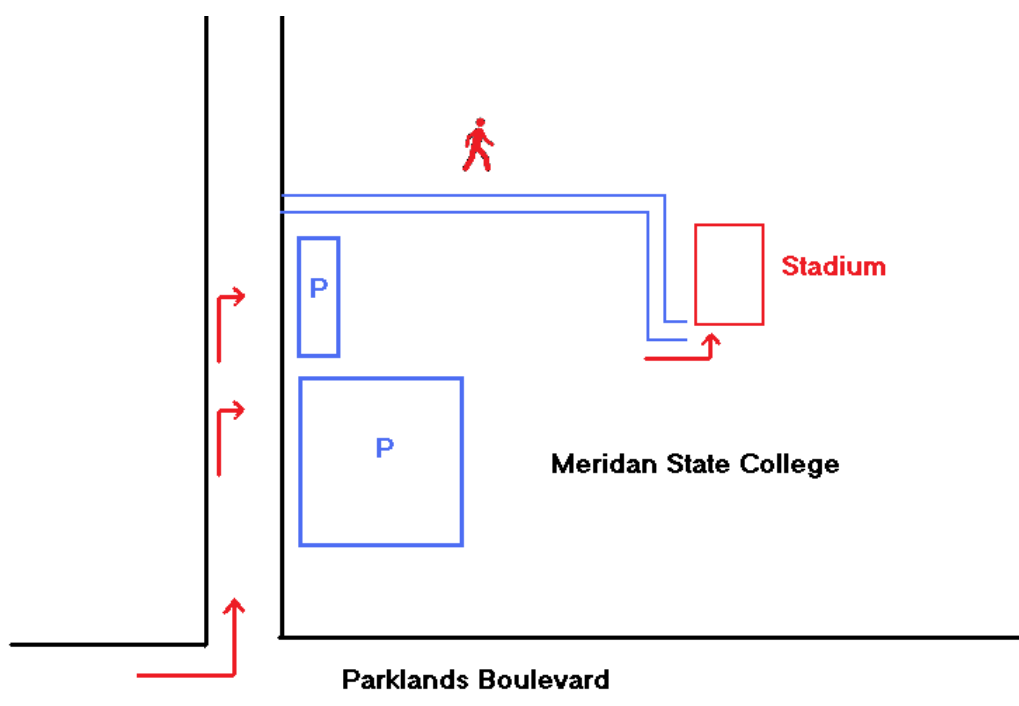 P
Stadium
P
Meridan State College
Parklands Boulevard